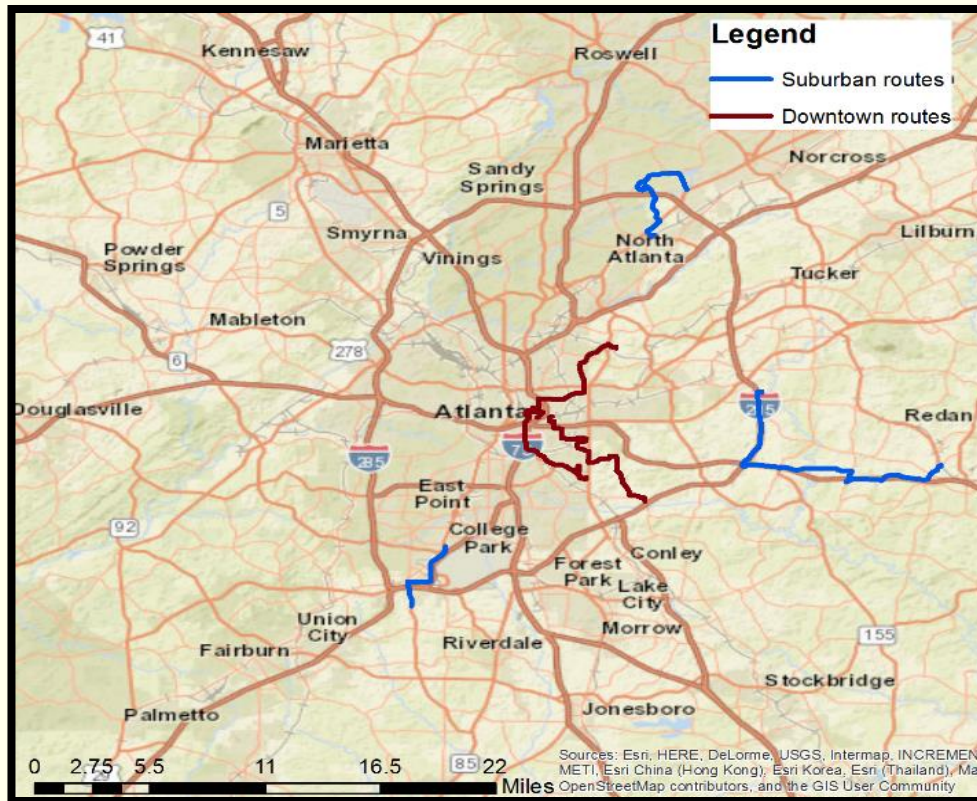 41
Kennesaw
Roswell
Legend
Suburban routes
Downtown routes
Marietta
Norcross
Sandy
Springs
5
Smyrna
North
Atlanta
Lilburn
Powder
Springs
Vinings
Tucker
Mableton
278
6
Douglasville
Atlanta
Redan
285
East
Point
92
College
Park
Conley
Forest
Park
Lake
City
Union
City
Morrow
155
Fairburn
Riverdale
Stockbridge
Palmetto
Jonesboro
85
29
0 2.75 5.5 11 16.5 22
Miles
Sources: Esri, HERE, DeLorme, USGS, Intermap, INCREMEN
METI, Esri China (Hong Kong), Esri Korea, Esri (Thailand), Ma
OpenStreetMap contributors, and the GIS User Community